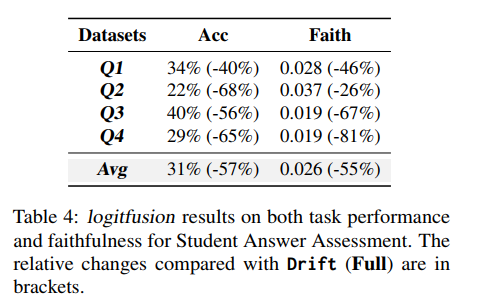 Datasets Acc Faith
Q1 34% (-40%) 0.028 (-46%)
Q2 22% (-68%) 0.037 (-26%)
Q3 40% (-56%) 0.019 (-67%)
Q4 29% (-65%) 0.019 (-81%)
Avg 31% (-57%) 0.026 (-55%)
Table 4: logitfusion results on both task performance
and faithfulness for Student Answer Assessment. The
relative changes compared with Drift (Full) are in
brackets.